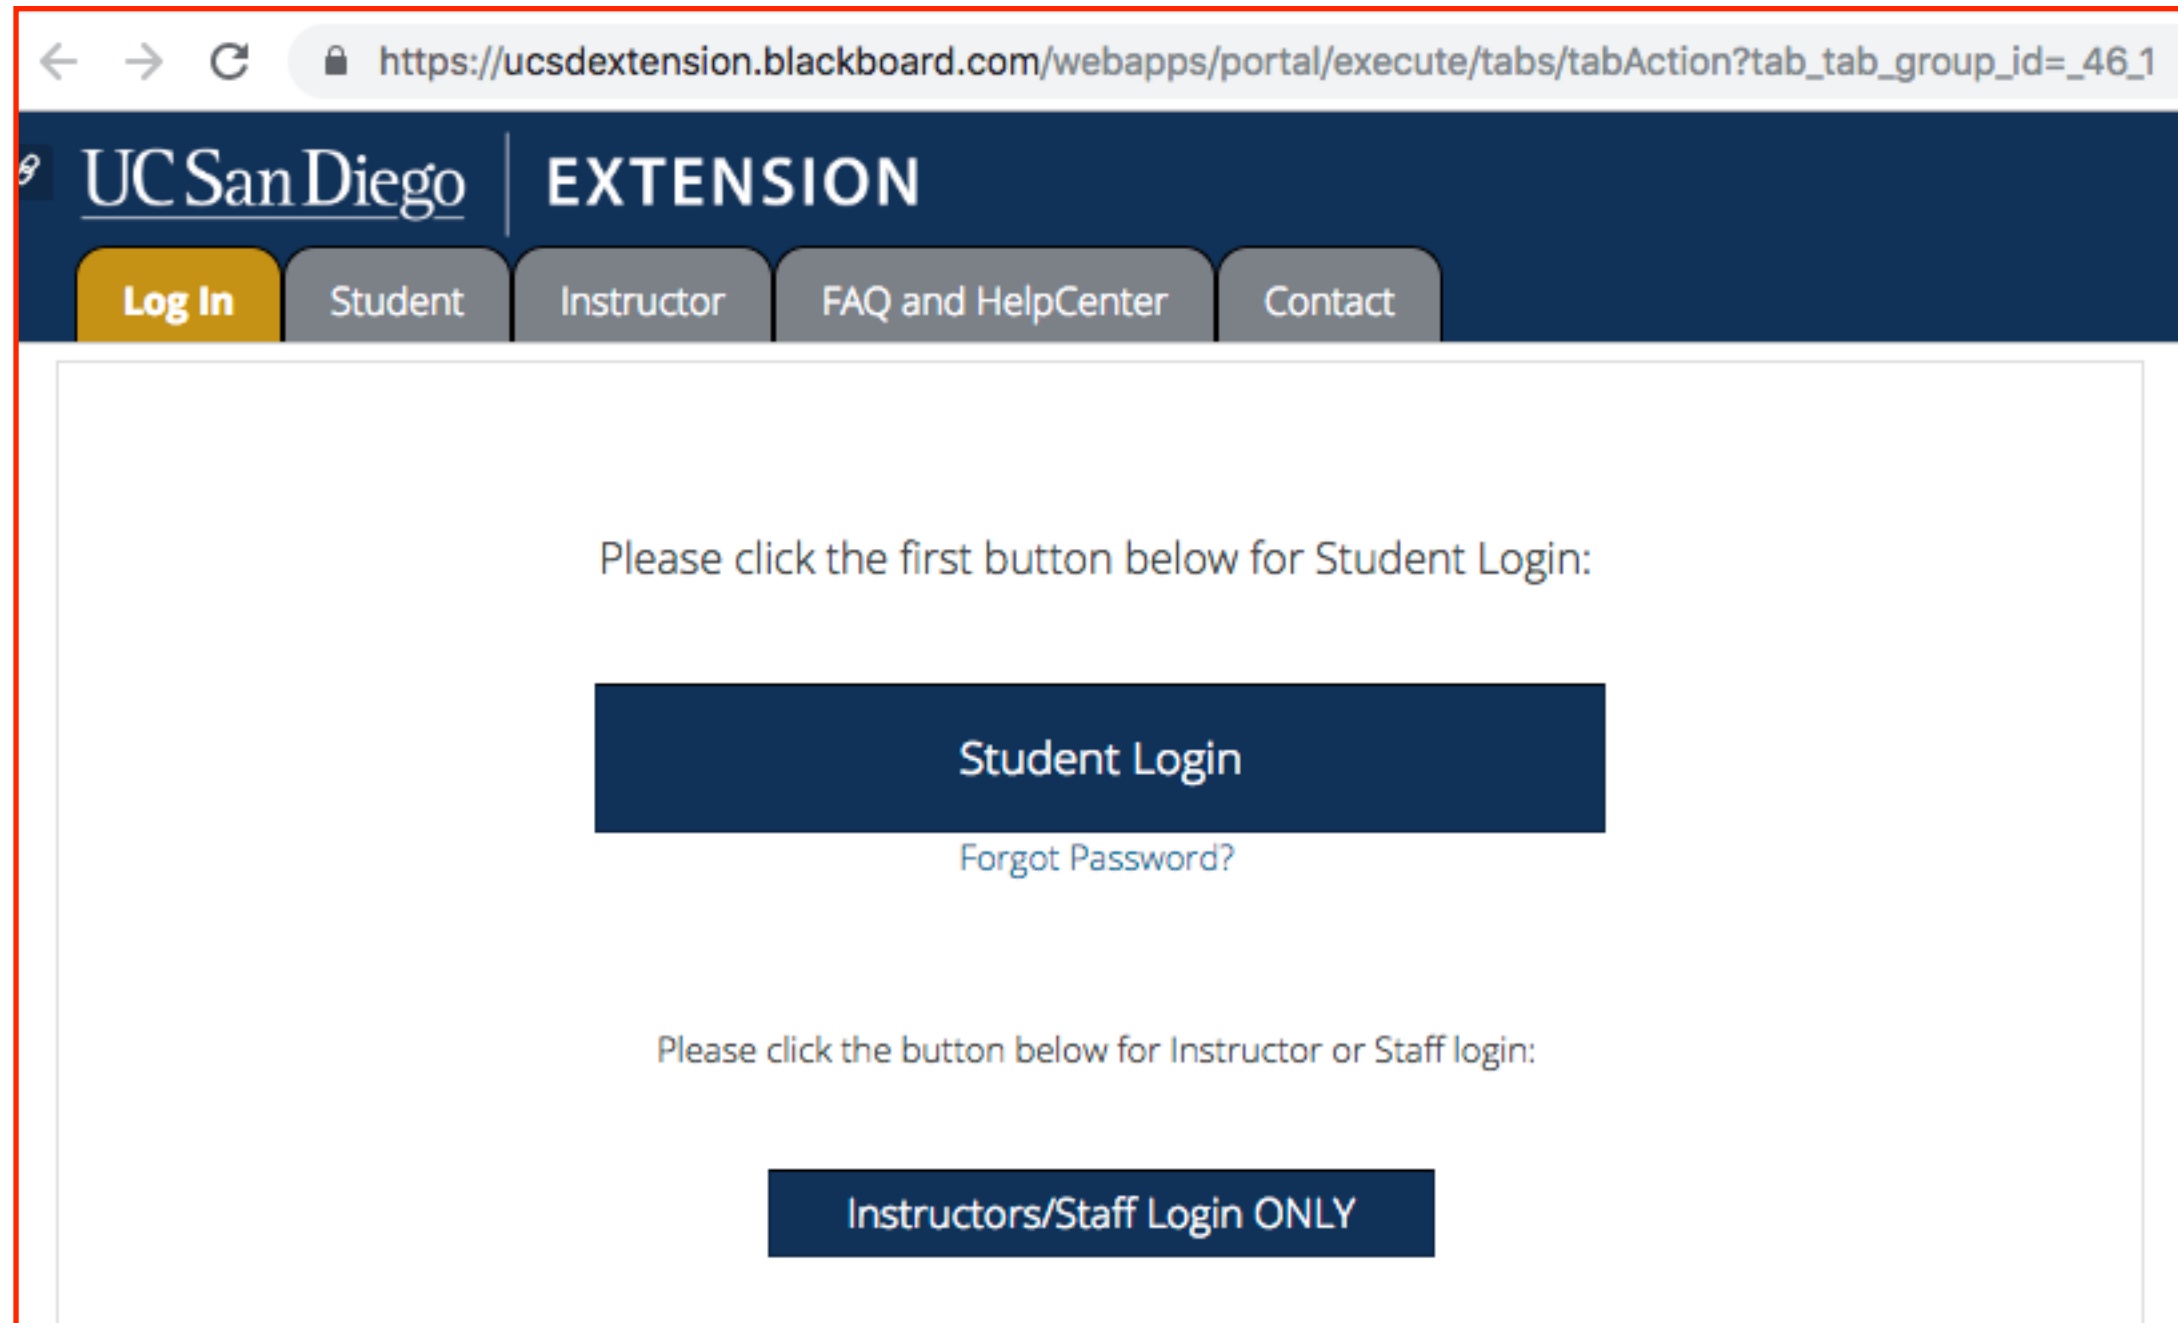 https://ucsdextension.blackboard.com/webapps/portal/execute/tabs/tabAction?tab_tab_group_id=_46_1
UC San Diego EXTENSION
Log In Student Instructor FAQ and HelpCenter Contact
Please click the first button below for Student Login:
Student Login
Forgot Password?
Please click the button below for Instructor or Staff login:
Instructors/Staff Login ONLY